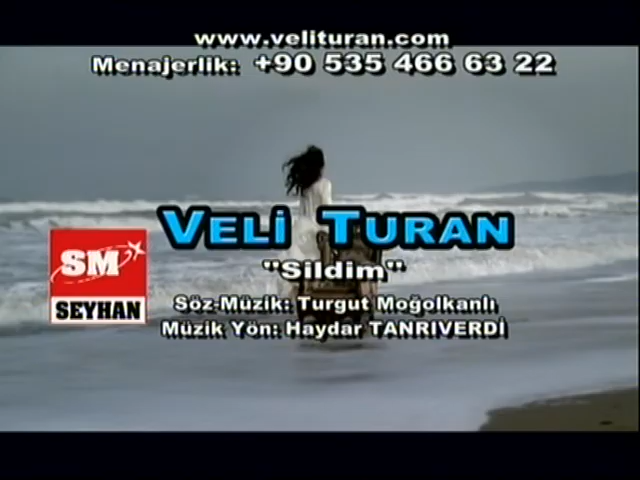 www.velituran.com
Menajerlik: +90 535 466 63 22
VELİ TURAN
SM
SEYHAN
"Sildim"
Söz-Müzik: Turgut Moğolkanlı
Müzik Yön: Haydar TANRIVERDİ